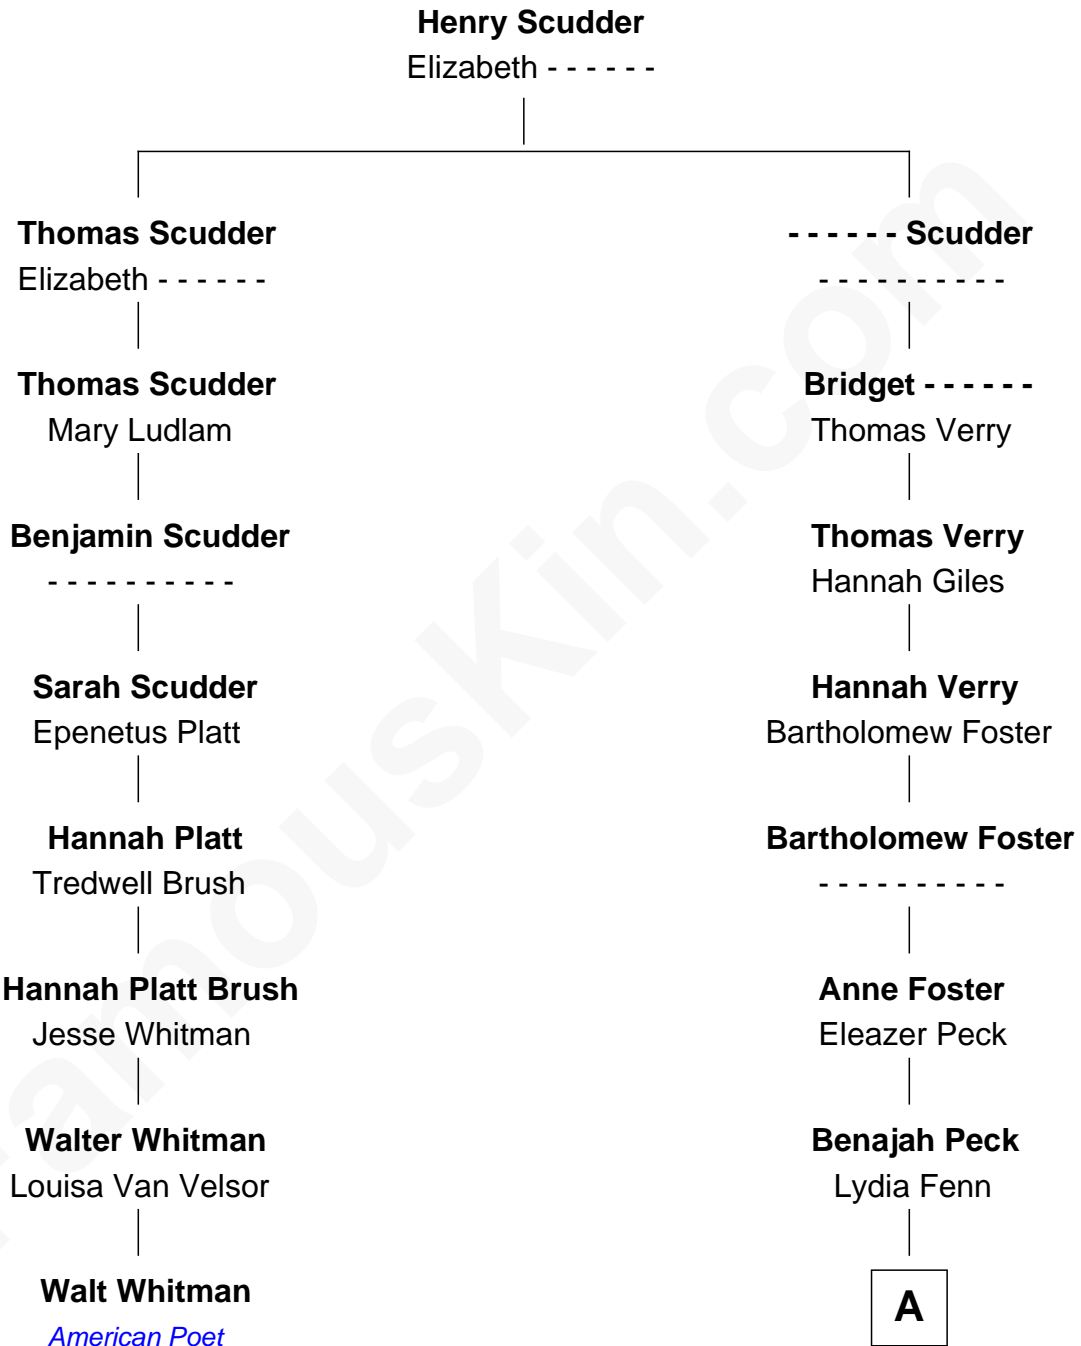 Henry Scudder
Elizabeth - - - - - -
Thomas Scudder
Elizabeth - - - - - -
- - - - - - Scudder
- - - - - - - - - -
Thomas Scudder
Mary Ludlam
Bridget - - - - - -
Thomas Verry
Benjamin Scudder
- - - - - - - - - -
Thomas Verry
Hannah Giles
Sarah Scudder
Epenetus Platt
Hannah Verry
Bartholomew Foster
Hannah Platt
Tredwell Brush
Bartholomew Foster
- - - - - - - - - -
Hannah Platt Brush
Jesse Whitman
Anne Foster
Eleazer Peck
Walter Whitman
Louisa Van Velsor
Benajah Peck
Lydia Fenn
Walt Whitman
American Poet
A
FamousKin.com